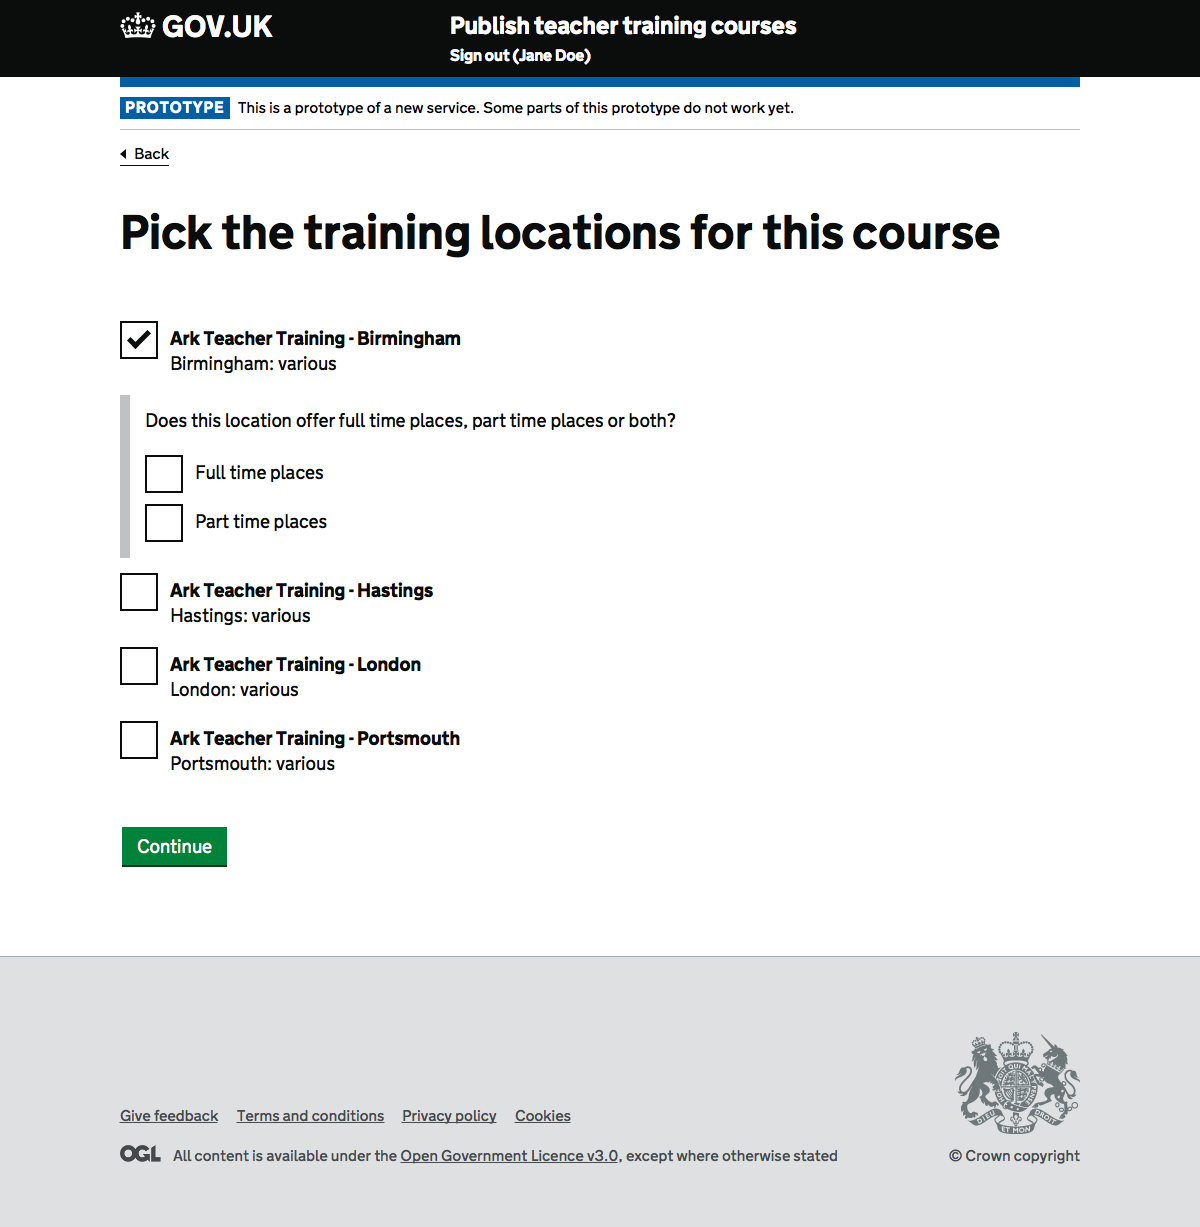 GOV.UK
Publish teacher training courses
Sign out (Jane Doe)
PROTOTYPE This is a prototype of a new service. Some parts of this prototype do not work yet.
Back
Pick the training locations for this course
Ark Teacher Training - Birmingham
Birmingham: various
Does this location offer full time places, part time places or both?
Full time places
Part time places
Ark Teacher Training - Hastings
Hastings: various
Ark Teacher Training - London
London: various
Ark Teacher Training - Portsmouth
Portsmouth: various
Continue
DIEU ET MON DROIT
Give feedback Terms and conditions Privacy policy Cookies
OGL All content is available under the Open Government Licence v3.0, except where otherwise stated
© Crown copyright